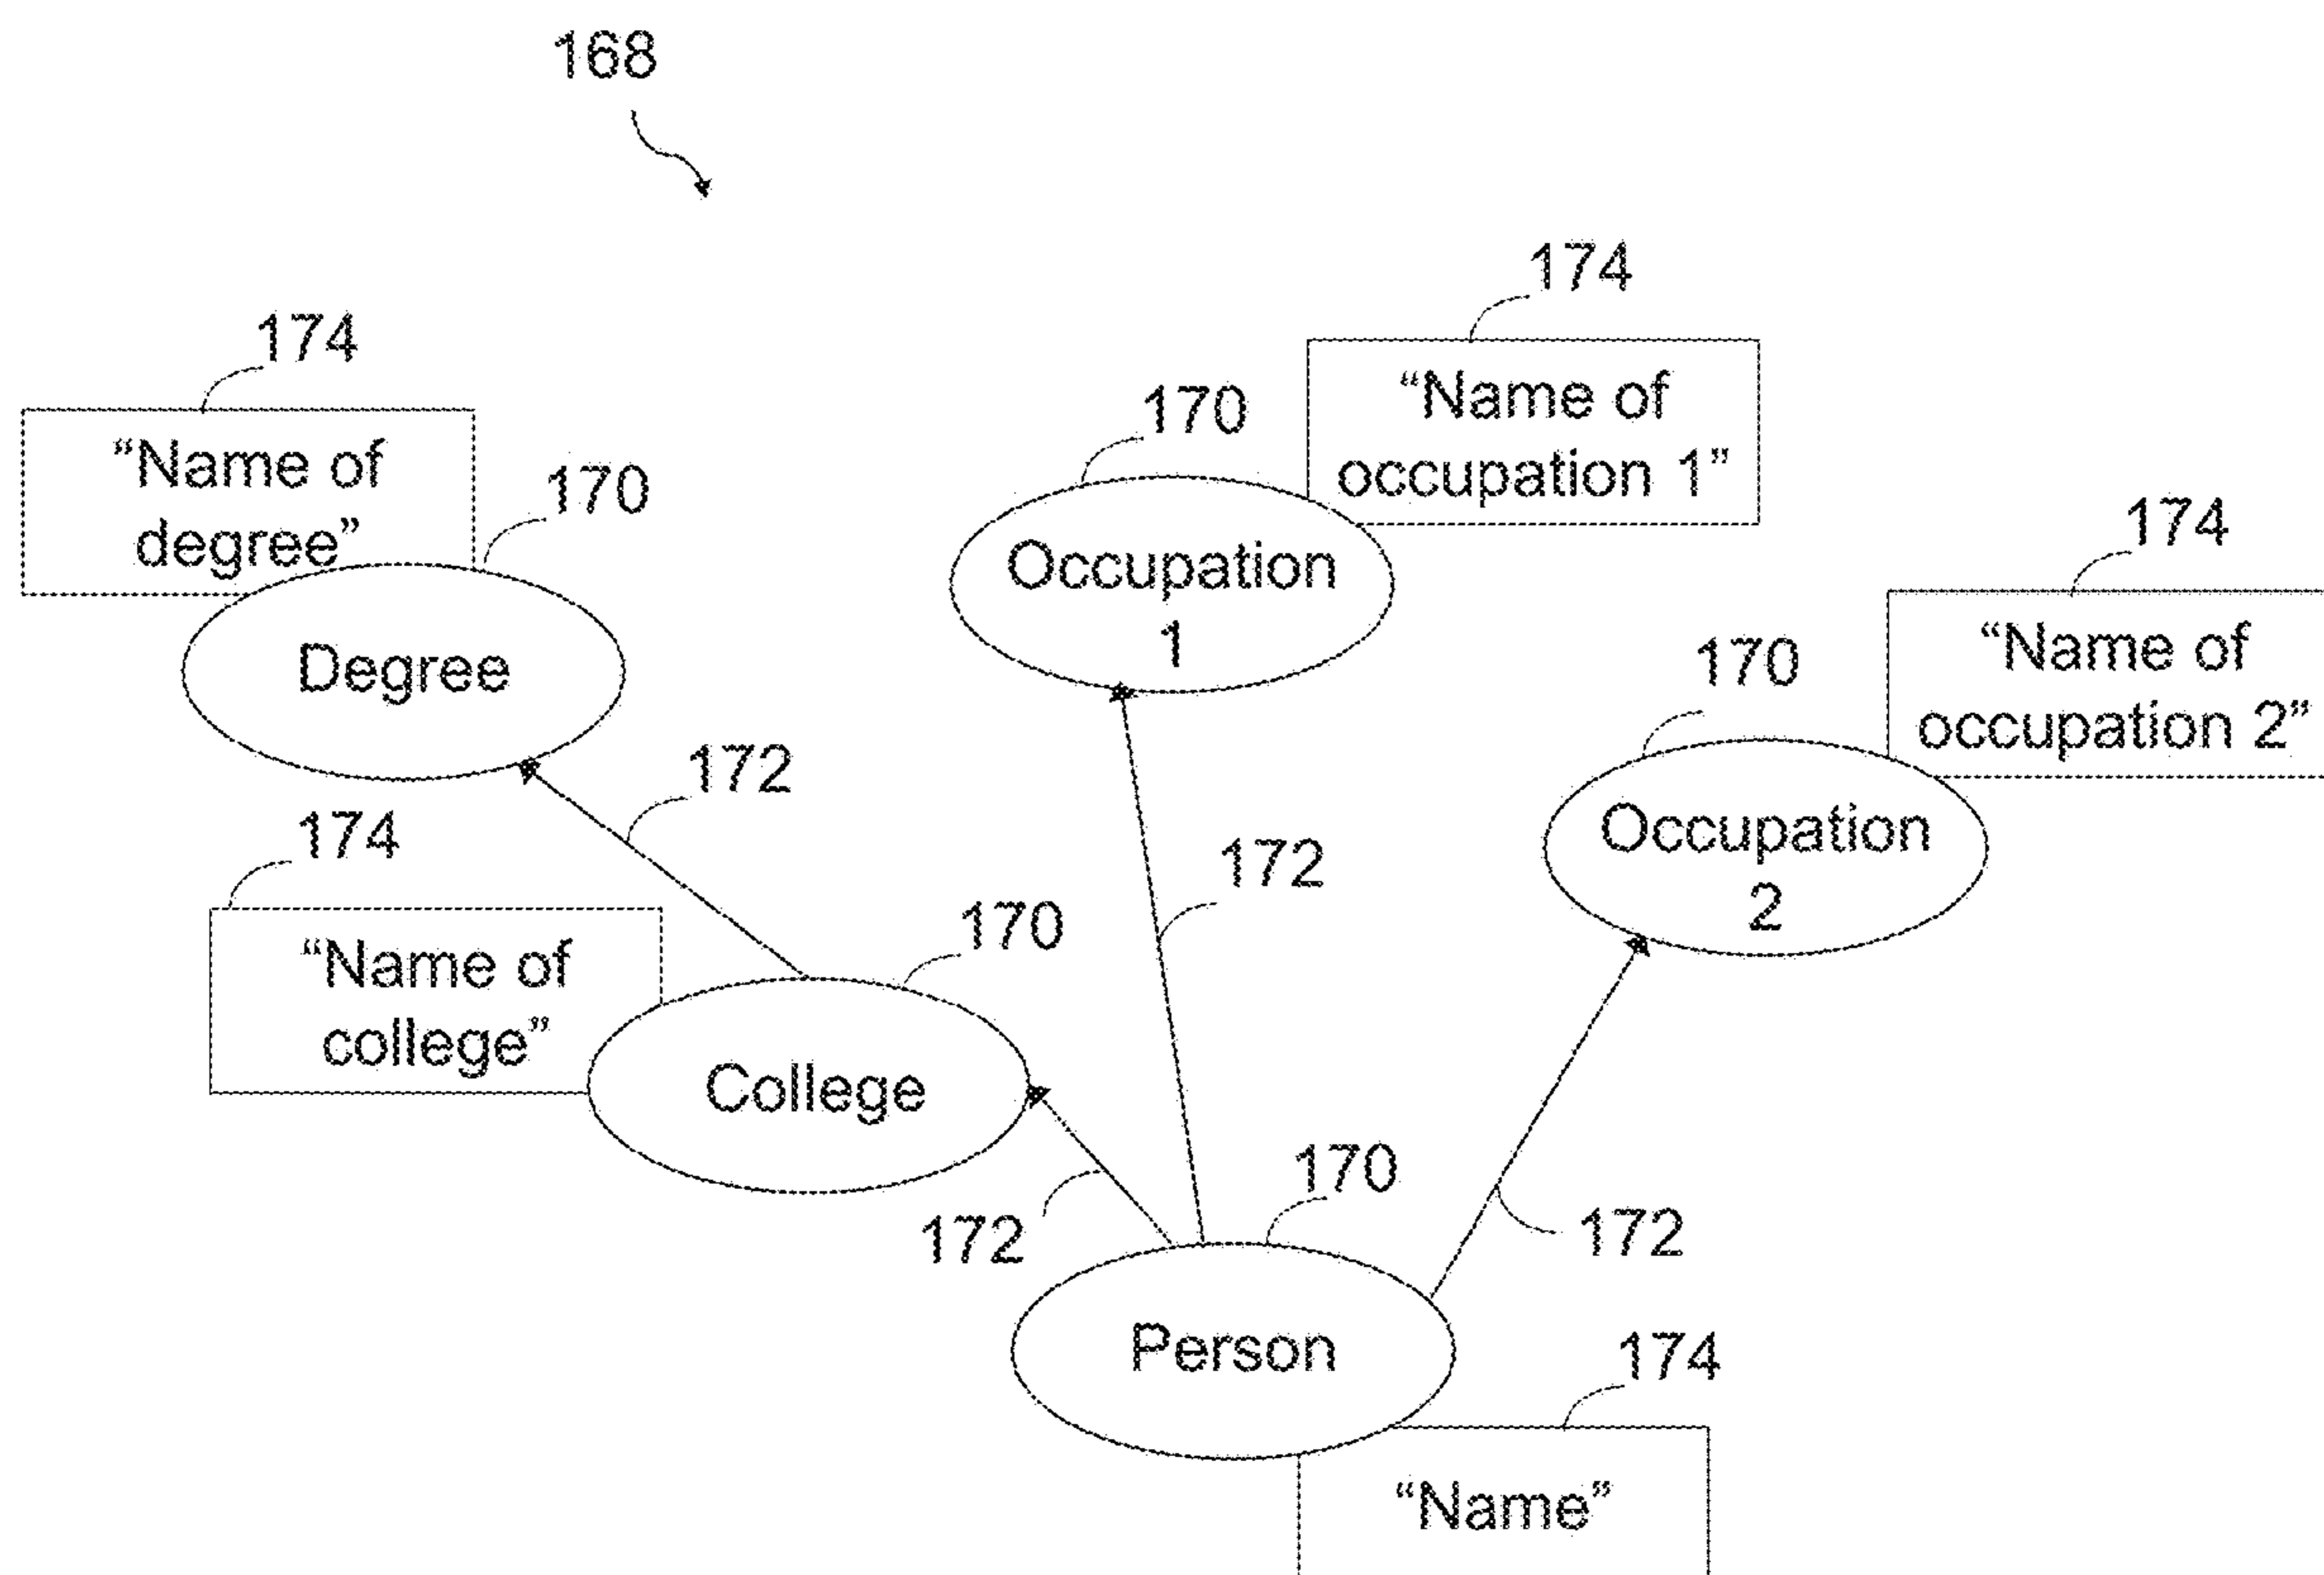 168
174
"Name of
occupation 1"
174
"Name of
degree"
170
Occupation
1
170
Degree
174
"Name of
occupation 2"
170
Occupation
2
172
172
174
"Name of
college"
170
College
172
172
170
Person
174
"Name"